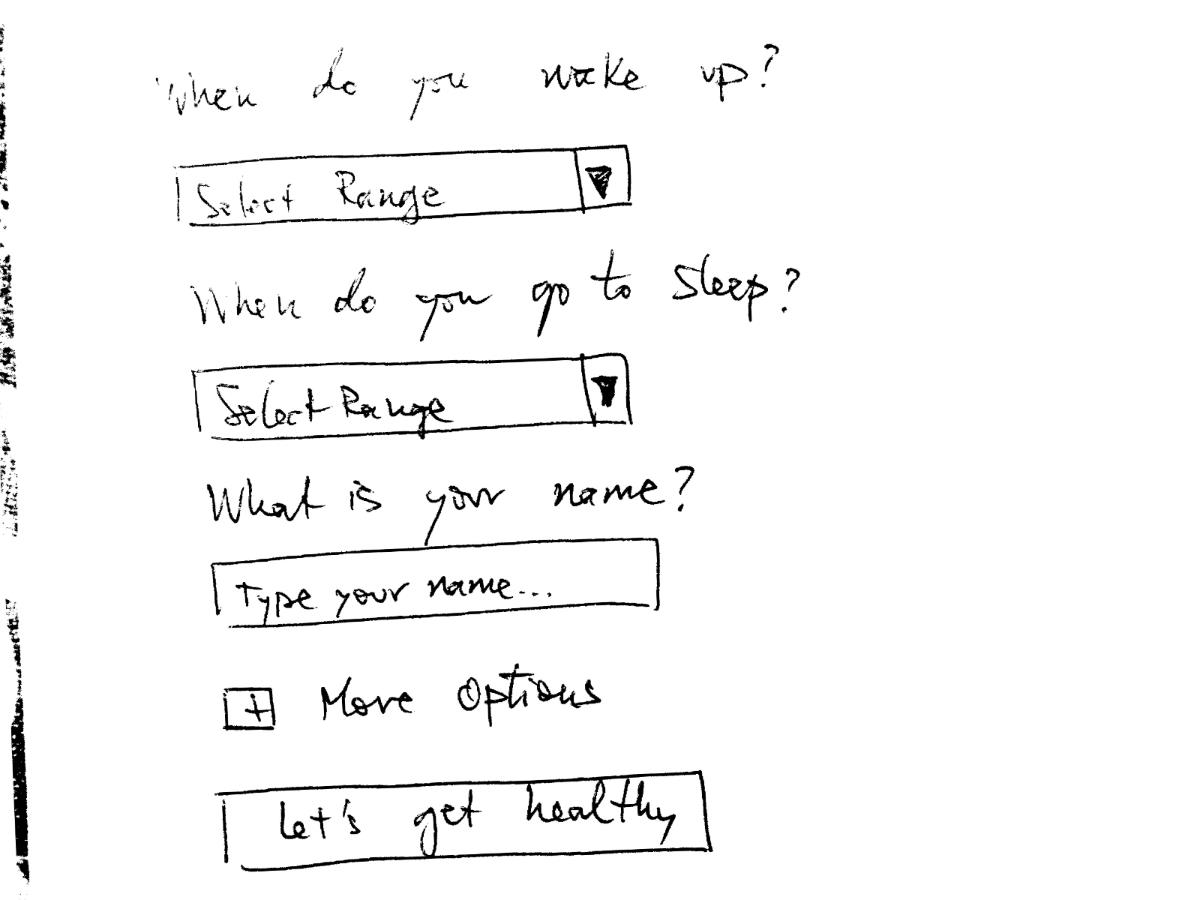 When do you wake up?
Select Range
When do you go to sleep?
Select Range
What is your name?
Type your name...
+ More Options
Let's get healthy